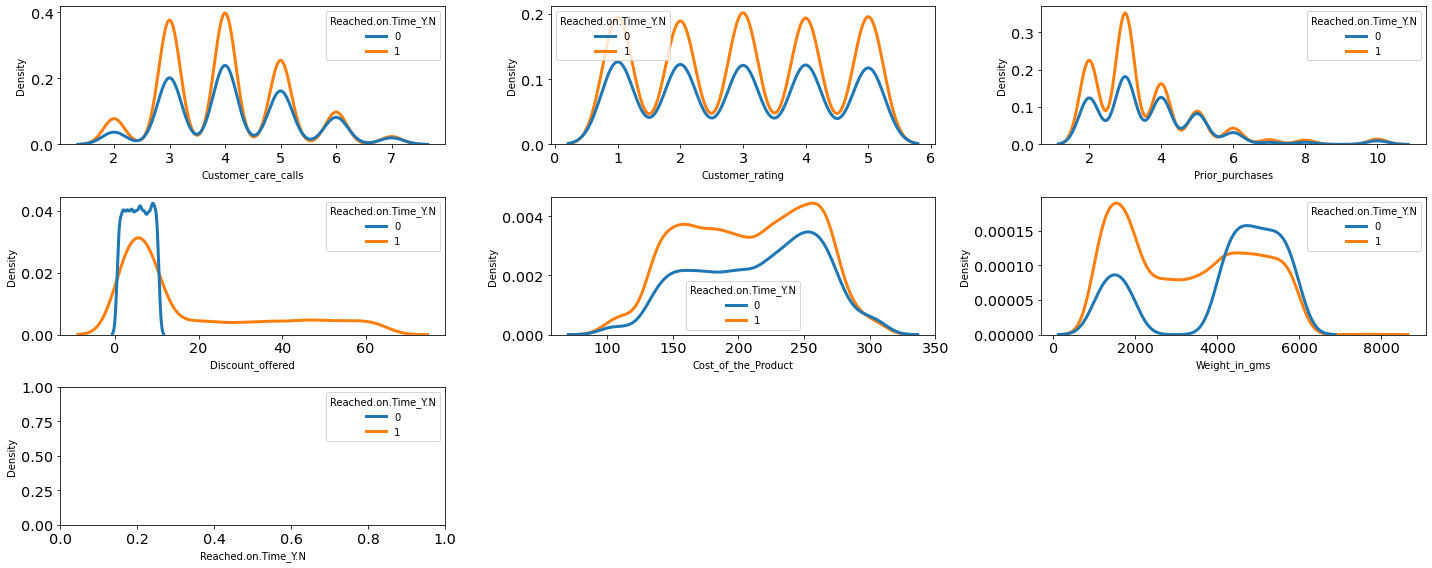 Density
0.4
0.2
0.0
2 3 4 5 6 7
Customer_care_calls
Reached.on.Time_Y.N
0
1
Density
0.2
0.1
0.0
0 1 2 3 4 5 6
Customer_rating
Reached.on.Time_Y.N
0
1
Density
0.3
0.2
0.1
0.0
2 4 6 8 10
Prior_purchases
Reached.on.Time_Y.N
0
1
Density
0.04
0.02
0.00
0 20 40 60
Discount_offered
Reached.on.Time_Y.N
0
1
Density
0.004
0.002
0.000
100 150 200 250 300 350
Cost_of_the_Product
Reached.on.Time_Y.N
0
1
Density
0.00015
0.00010
0.00005
0.00000
0 2000 4000 6000 8000
Weight_in_gms
Reached.on.Time_Y.N
0
1
Density
1.00
0.75
0.50
0.25
0.00
0.0 0.2 0.4 0.6 0.8 1.0
Reached.on.Time_Y.N
Reached.on.Time_Y.N
0
1